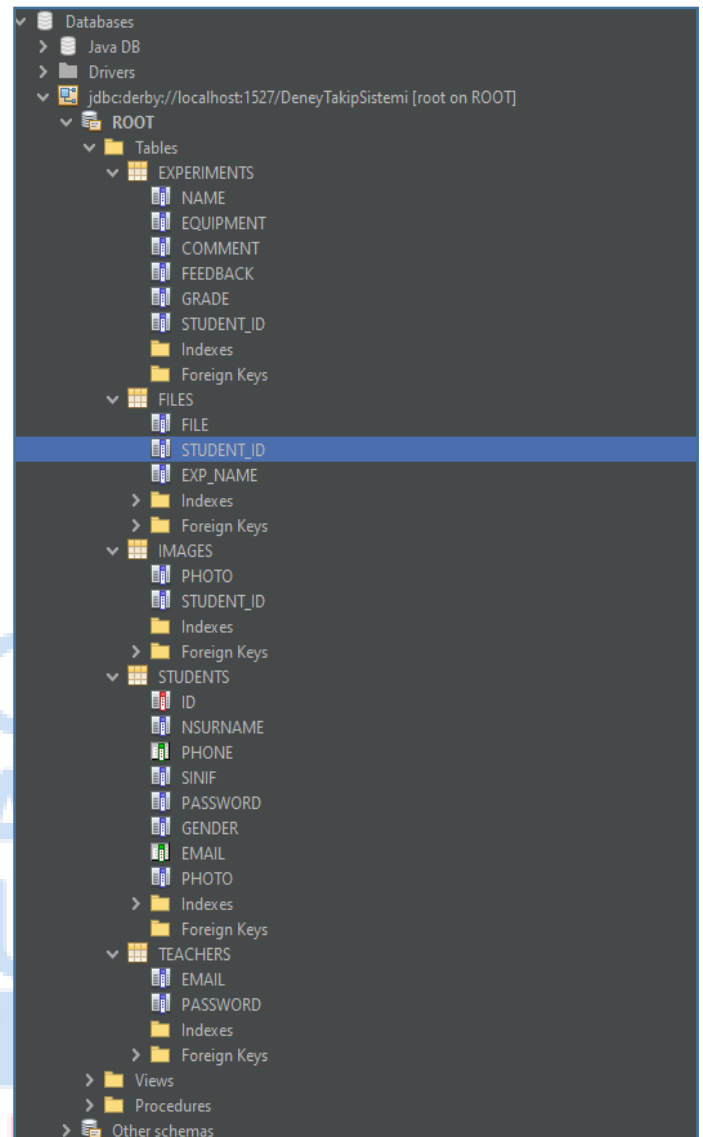 Databases
Java DB
Drivers
jdbc:derby://localhost:1527/DeneyTakipSistemi [root on ROOT]
ROOT
Tables
EXPERIMENTS
NAME
EQUIPMENT
COMMENT
FEEDBACK
GRADE
STUDENT_ID
Indexes
Foreign Keys
FILES
FILE
STUDENT_ID
EXP_NAME
Indexes
Foreign Keys
IMAGES
PHOTO
STUDENT_ID
Indexes
Foreign Keys
STUDENTS
ID
NSURNAME
PHONE
SINIF
PASSWORD
GENDER
EMAIL
PHOTO
Indexes
Foreign Keys
TEACHERS
EMAIL
PASSWORD
Indexes
Foreign Keys
Views
Procedures
Other schemas